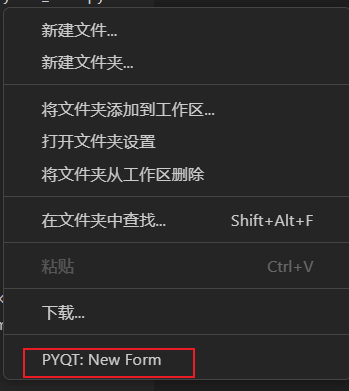 新建文件...
新建文件夹...
将文件夹添加到工作区...
打开文件夹设置
将文件夹从工作区删除
在文件夹中查找... Shift+Alt+F
粘贴 Ctrl+V
下载...
PYQT: New Form